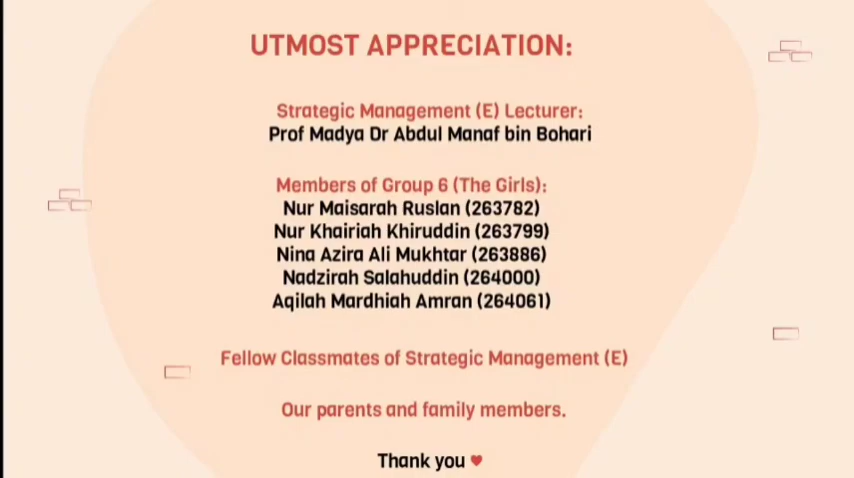 UTMOST APPRECIATION:
Strategic Management (E) Lecturer:
Prof Madya Dr Abdul Manaf bin Bohari
Members of Group 6 (The Girls):
Nur Maisarah Ruslan (263782)
Nur Khairiah Khiruddin (263799)
Nina Azira Ali Mukhtar (263886)
Nadzirah Salahuddin (264000)
Aqilah Mardhiah Amran (264061)
Fellow Classmates of Strategic Management (E)
Our parents and family members.
Thank you ♥